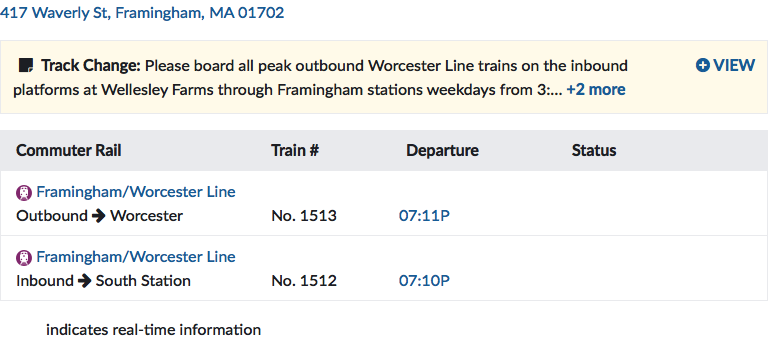 417 Waverly St, Framingham, MA 01702
Track Change: Please board all peak outbound Worcester Line trains on the inbound
platforms at Wellesley Farms through Framingham stations weekdays from 3:... +2 more
VIEW
Commuter Rail Train # Departure Status
Framingham/Worcester Line
Outbound → Worcester No. 1513 07:11P
Framingham/Worcester Line
Inbound → South Station No. 1512 07:10P
indicates real-time information